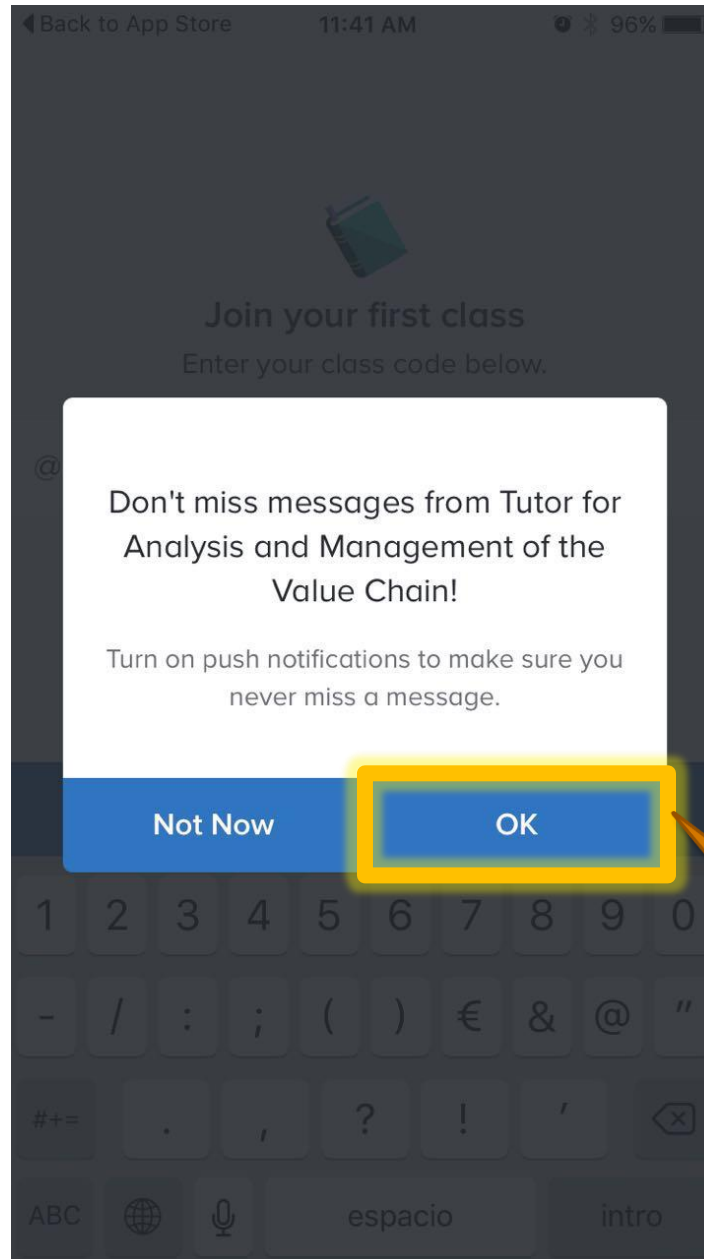 Back to App Store 11:41 AM 96%
Join your first class
Enter your class code below.
@
Don't miss messages from Tutor for
Analysis and Management of the
Value Chain!
Turn on push notifications to make sure you
never miss a message.
Not Now OK
1 2 3 4 5 6 7 8 9 0
- / : ; ( ) € & @ "
#+= . , ? ! '
ABC espacio intro